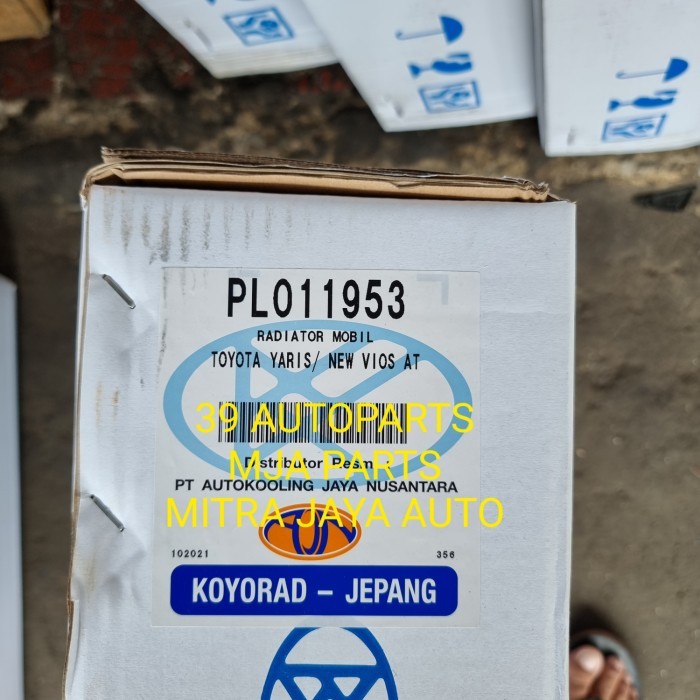 PL011953
RADIATOR MOBIL
TOYOTA YARIS/ NEW VIOS AT
39 AUTOPARTS
Distributor Resmi :
MJA PARTS
PT AUTOKOOLING JAYA NUSANTARA
MITRA JAYA AUTO
102021 356
KOYORAD – JEPANG